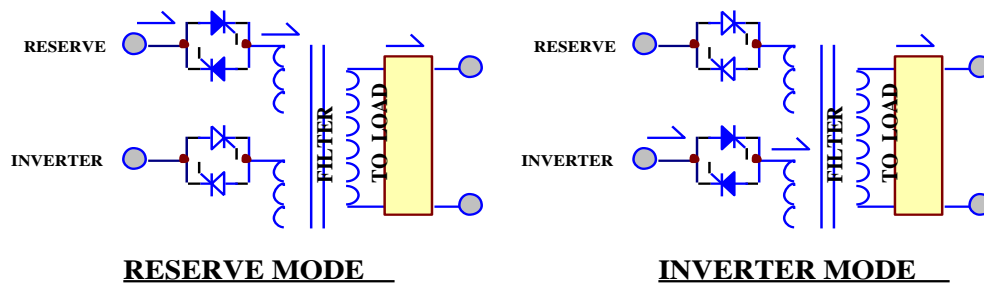 RESERVE
INVERTER
FILTER
TO LOAD
RESERVE MODE
RESERVE
INVERTER
FILTER
TO LOAD
INVERTER MODE